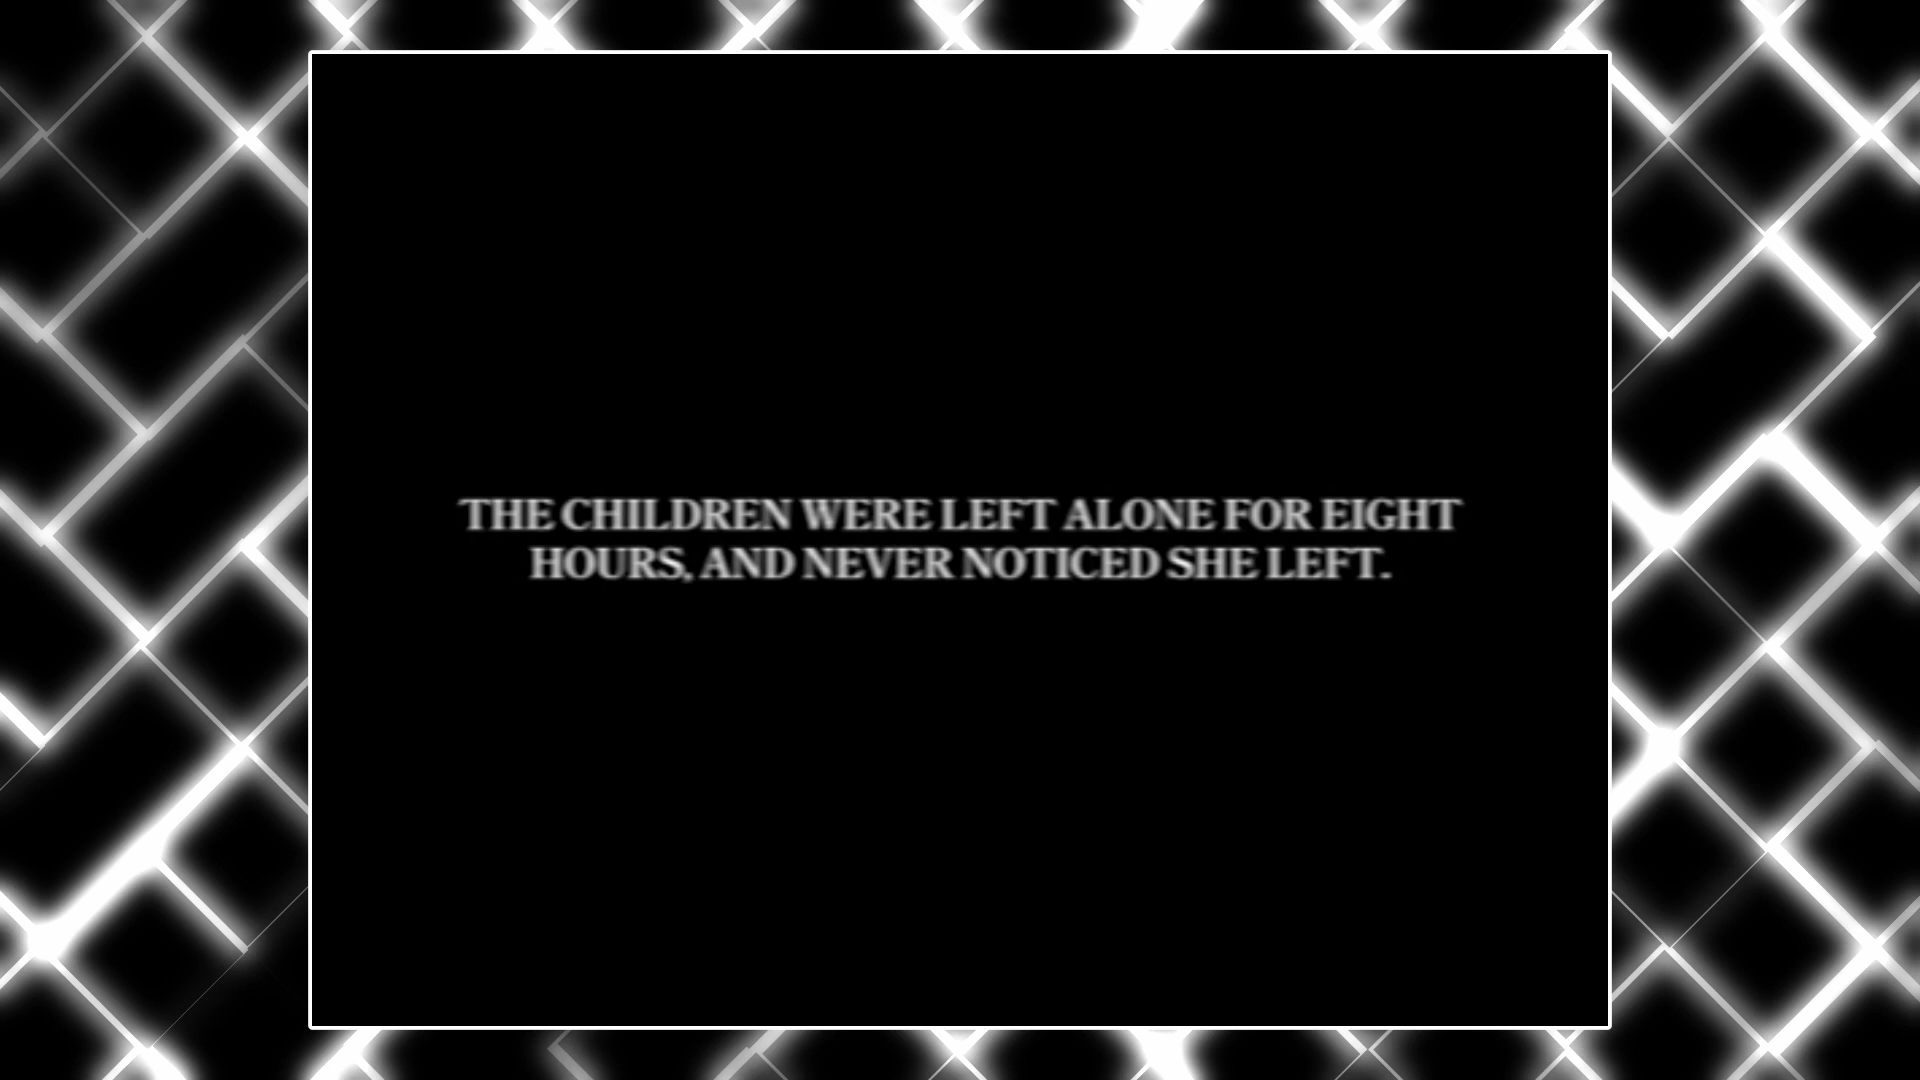 THE CHILDREN WERE LEFT ALONE FOR EIGHT
HOURS, AND NEVER NOTICED SHE LEFT.